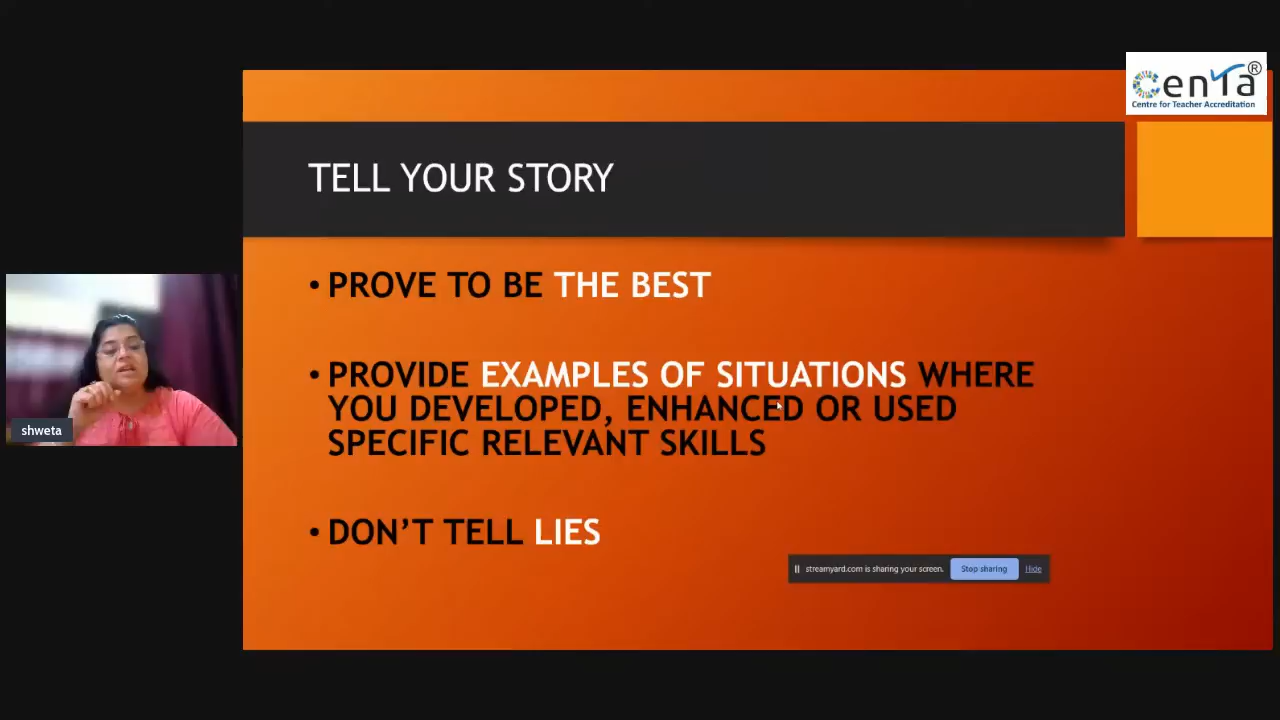 cenTa®
Centre for Teacher Accreditation
TELL YOUR STORY
• PROVE TO BE THE BEST
• PROVIDE EXAMPLES OF SITUATIONS WHERE
YOU DEVELOPED, ENHANCED OR USED
SPECIFIC RELEVANT SKILLS
• DON’T TELL LIES
shweta
streamyard.com is sharing your screen. Stop sharing Hide